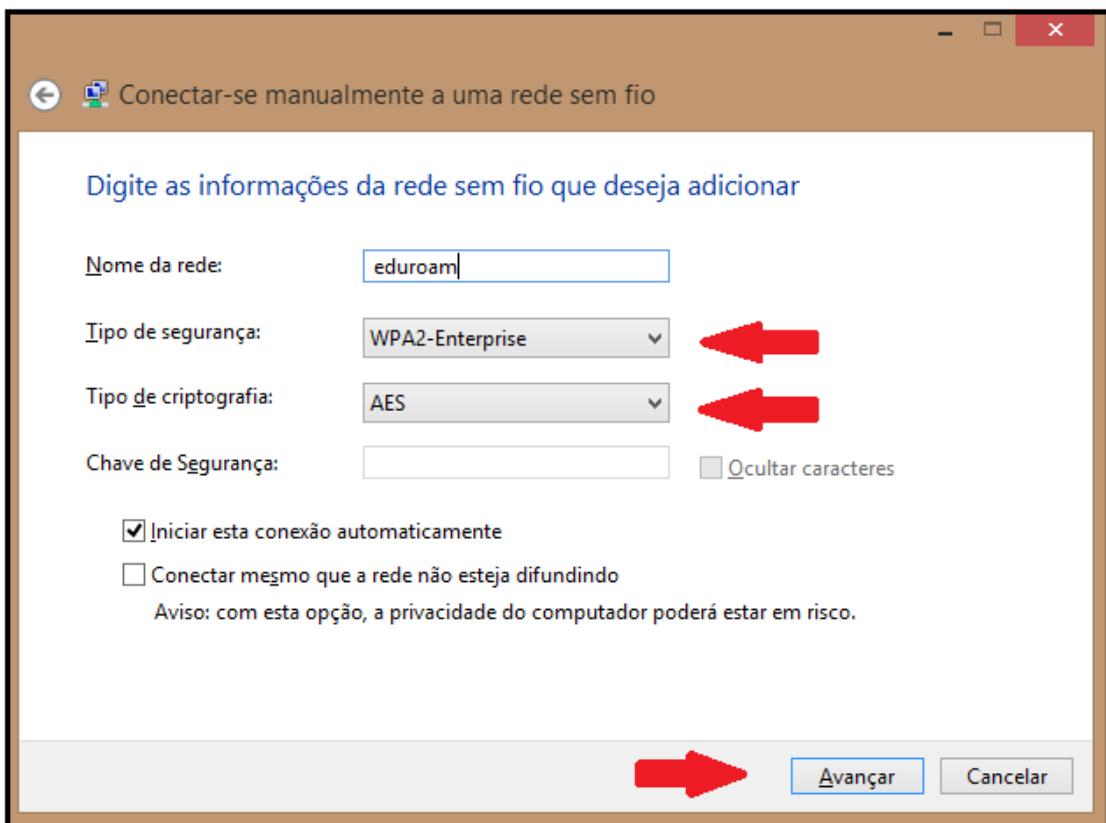 Conectar-se manualmente a uma rede sem fio
Digite as informações da rede sem fio que deseja adicionar
Nome da rede: eduroam
Tipo de segurança: WPA2-Enterprise
Tipo de criptografia: AES
Chave de Segurança: Ocultar caracteres
Iniciar esta conexão automaticamente
Conectar mesmo que a rede não esteja difundindo
Aviso: com esta opção, a privacidade do computador poderá estar em risco.
Avançar Cancelar